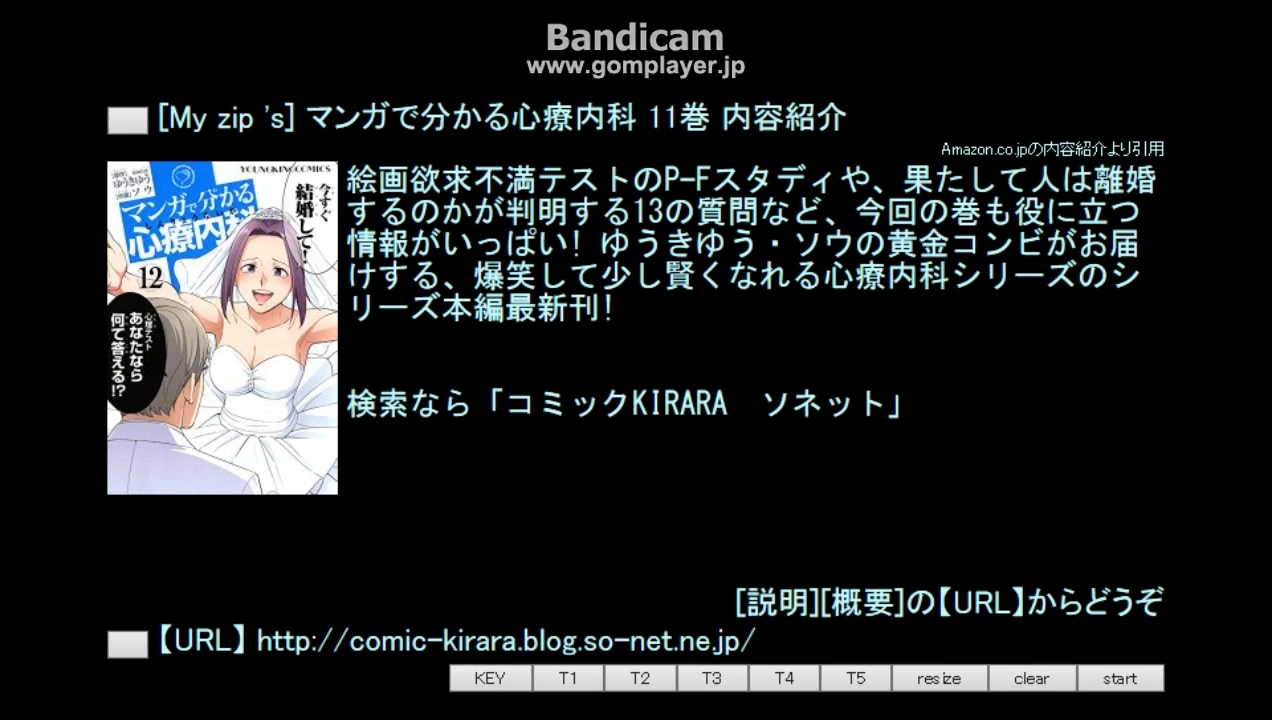 Bandicam
www.gomplayer.jp
[My zip 's] マンガで分かる心療内科 11巻 内容紹介
Amazon.co.jpの内容紹介より引用
YOUNGKINGCOMICS
ゆうきゆう
ソウ
マンガで分かる
心療内科
12
今すぐ
結婚して!
心理テスト
あなたなら
何て答える!?
絵画欲求不満テストのP-Fスタディや、果たして人は離婚
するのかが判明する13の質問など、今回の巻も役に立つ
情報がいっぱい! ゆうきゆう・ソウの黄金コンビがお届
けする、爆笑して少し賢くなれる心療内科シリーズのシ
リーズ本編最新刊!
検索なら「コミックKIRARA　ソネット」
[説明][概要]の【URL】からどうぞ
【URL】 http://comic-kirara.blog.so-net.ne.jp/
KEY T1 T2 T3 T4 T5 resize clear start